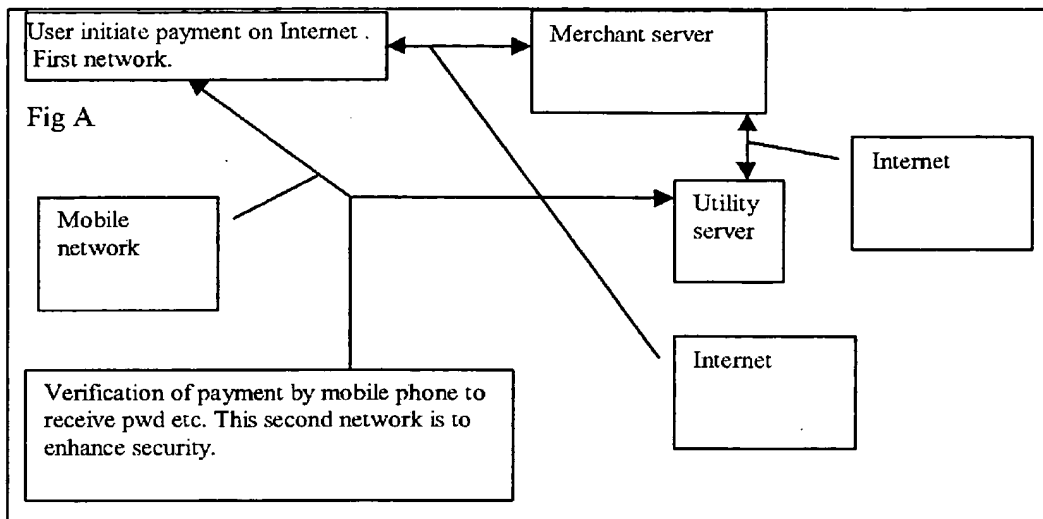 User initiate payment on Internet .
First network.
Merchant server
Fig A
Internet
Mobile
network
Utility
server
Internet
Verification of payment by mobile phone to
receive pwd etc. This second network is to
enhance security.